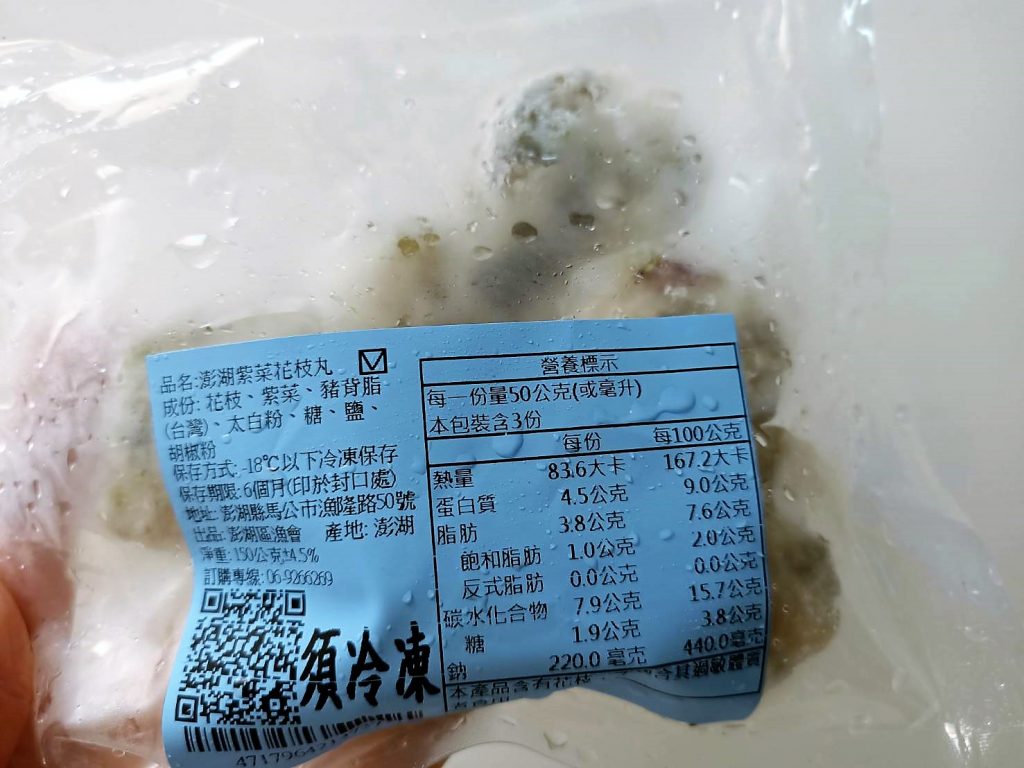 品名:澎湖紫菜花枝丸
成份: 花枝、紫菜、豬背脂
(台灣)、太白粉、糖、鹽、
胡椒粉
保存方式: -18℃以下冷凍保存
保存期限: 6個月(印於封口處)
地址: 澎湖縣馬公市漁隆路50號
出品: 澎湖區漁會 產地: 澎湖
淨重: 150公克±4.5%
訂購專線: 06-9266269
須冷凍
營養標示
每一份量50公克(或毫升)
本包裝含3份
每份 每100公克
熱量 83.6大卡 167.2大卡
蛋白質 4.5公克 9.0公克
脂肪 3.8公克 7.6公克
飽和脂肪 1.0公克 2.0公克
反式脂肪 0.0公克 0.0公克
碳水化合物 7.9公克 15.7公克
糖 1.9公克 3.8公克
鈉 220.0 毫克 440.0毫克
本產品含有花枝